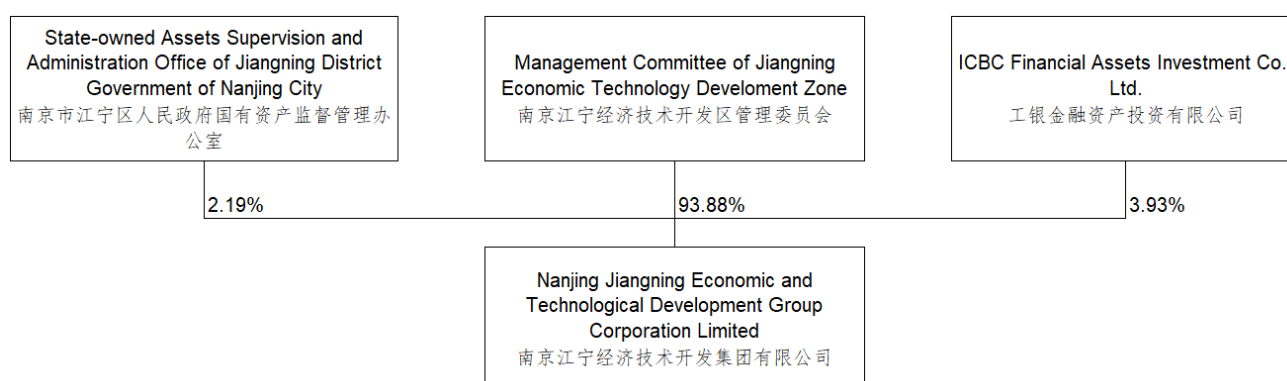 State-owned Assets Supervision and
Administration Office of Jiangning District
Government of Nanjing City
南京市江宁区人民政府国有资产监督管理办
公室
Management Committee of Jiangning
Economic Technology Develoment Zone
南京江宁经济技术开发区管理委员会
ICBC Financial Assets Investment Co.
Ltd.
工银金融资产投资有限公司
2.19%
93.88%
3.93%
Nanjing Jiangning Economic and
Technological Development Group
Corporation Limited
南京江宁经济技术开发集团有限公司